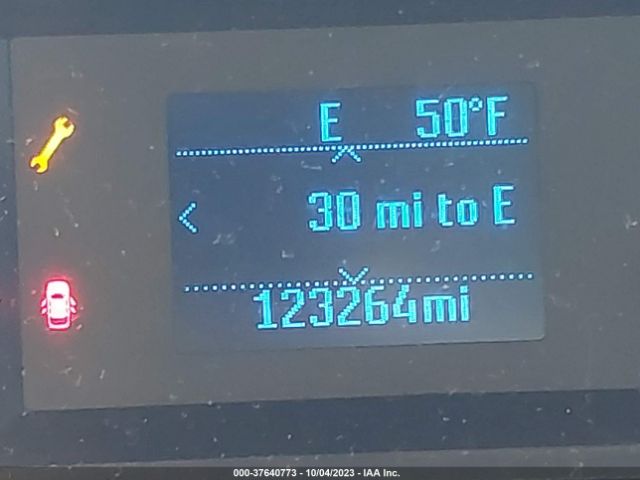 E 50°F
30 mi to E
123264mi
000-37640773 - 10/04/2023 - IAA Inc.